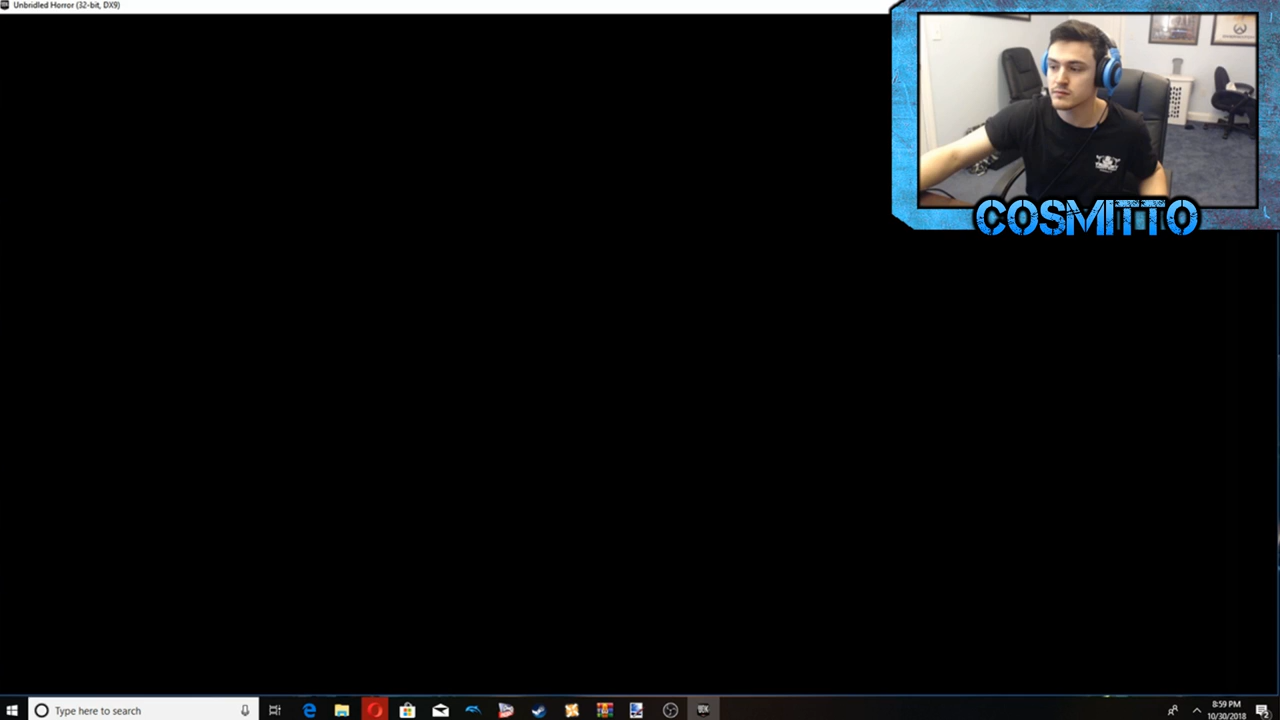 Unbridled Horror (32-bit, DX9)
COSMITTO
Type here to search
8:59 PM
10/30/2018